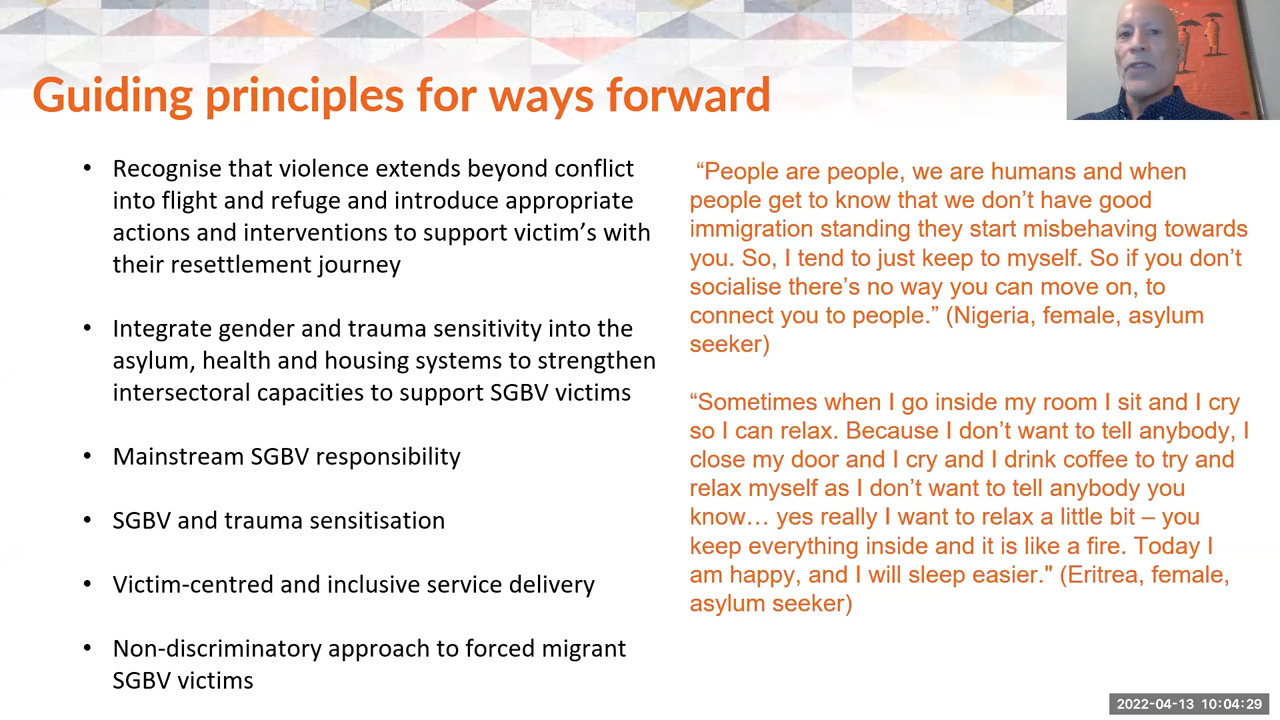 Guiding principles for ways forward
• Recognise that violence extends beyond conflict
into flight and refuge and introduce appropriate
actions and interventions to support victim’s with
their resettlement journey
• Integrate gender and trauma sensitivity into the
asylum, health and housing systems to strengthen
intersectoral capacities to support SGBV victims
• Mainstream SGBV responsibility
• SGBV and trauma sensitisation
• Victim-centred and inclusive service delivery
• Non-discriminatory approach to forced migrant
SGBV victims
“People are people, we are humans and when
people get to know that we don’t have good
immigration standing they start misbehaving towards
you. So, I tend to just keep to myself. So if you don’t
socialise there’s no way you can move on, to
connect you to people.” (Nigeria, female, asylum
seeker)
“Sometimes when I go inside my room I sit and I cry
so I can relax. Because I don’t want to tell anybody, I
close my door and I cry and I drink coffee to try and
relax myself as I don’t want to tell anybody you
know… yes really I want to relax a little bit – you
keep everything inside and it is like a fire. Today I
am happy, and I will sleep easier." (Eritrea, female,
asylum seeker)
2022-04-13 10:04:29